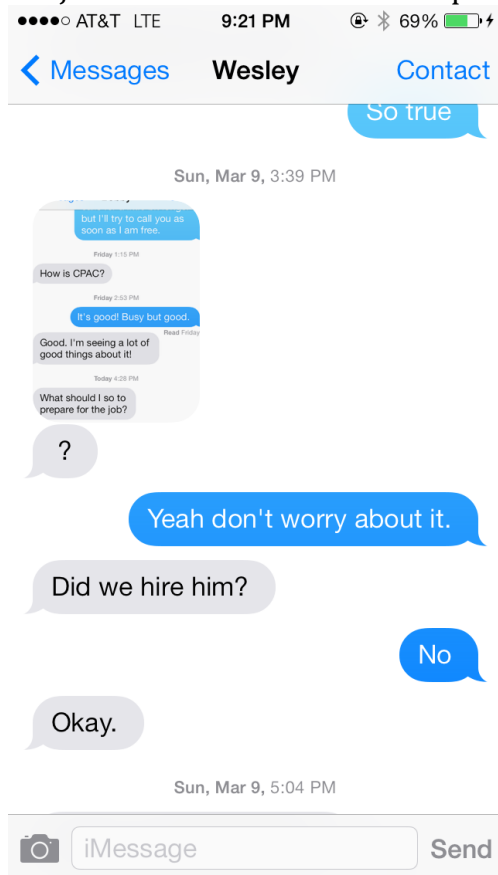 AT&T LTE 9:21 PM 69%
Messages Wesley Contact
So true
Sun, Mar 9, 3:39 PM
but I'll try to call you as
soon as I am free.
Friday 1:15 PM
How is CPAC?
Friday 2:53 PM
It's good! Busy but good.
Read Friday
Good. I'm seeing a lot of
good things about it!
Today 4:28 PM
What should I so to
prepare for the job?
?
Yeah don't worry about it.
Did we hire him?
No
Okay.
Sun, Mar 9, 5:04 PM
iMessage Send